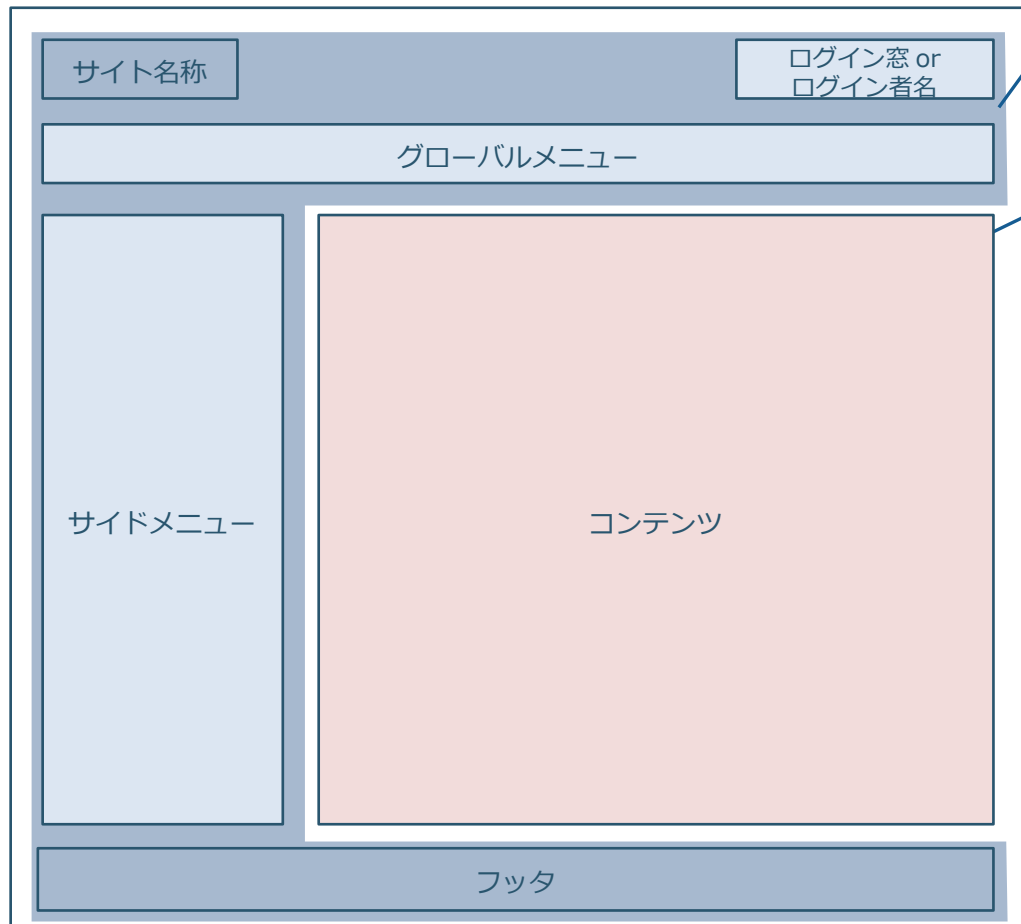 サイト名称
ログイン窓 or
ログイン者名
グローバルメニュー
サイドメニュー
コンテンツ
フッタ